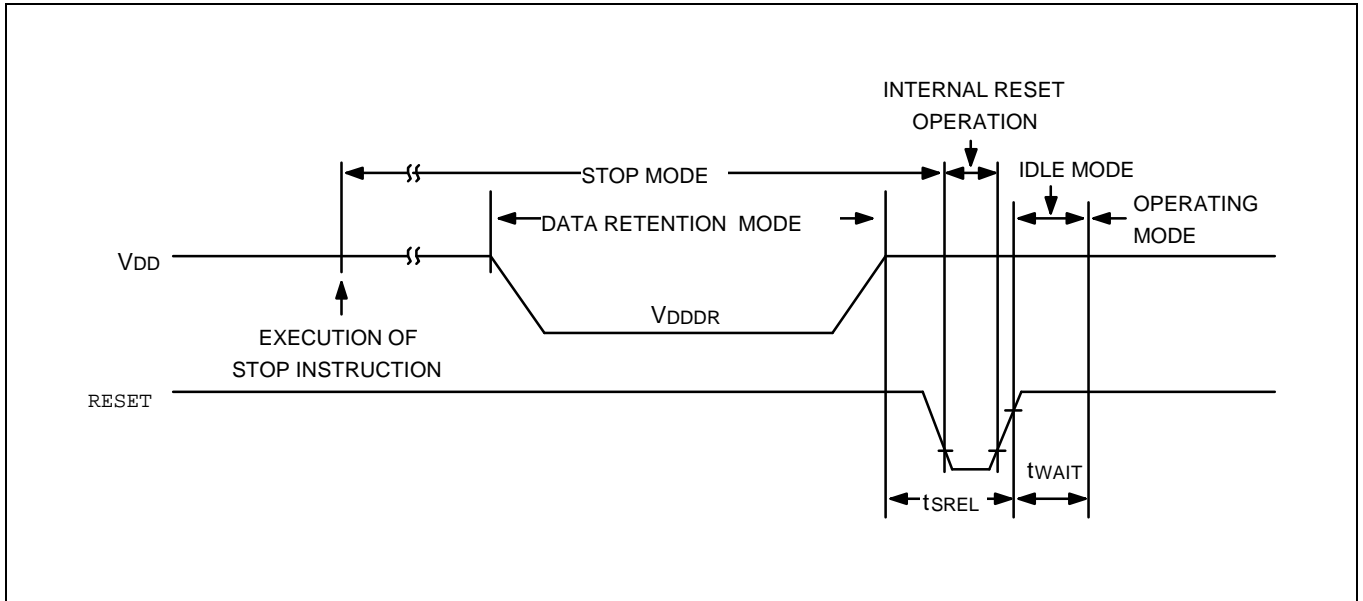 INTERNAL RESET
OPERATION
STOP MODE
IDLE MODE
DATA RETENTION MODE
OPERATING
MODE
VDD
VDDDR
EXECUTION OF
STOP INSTRUCTION
RESET
tWAIT
tSREL